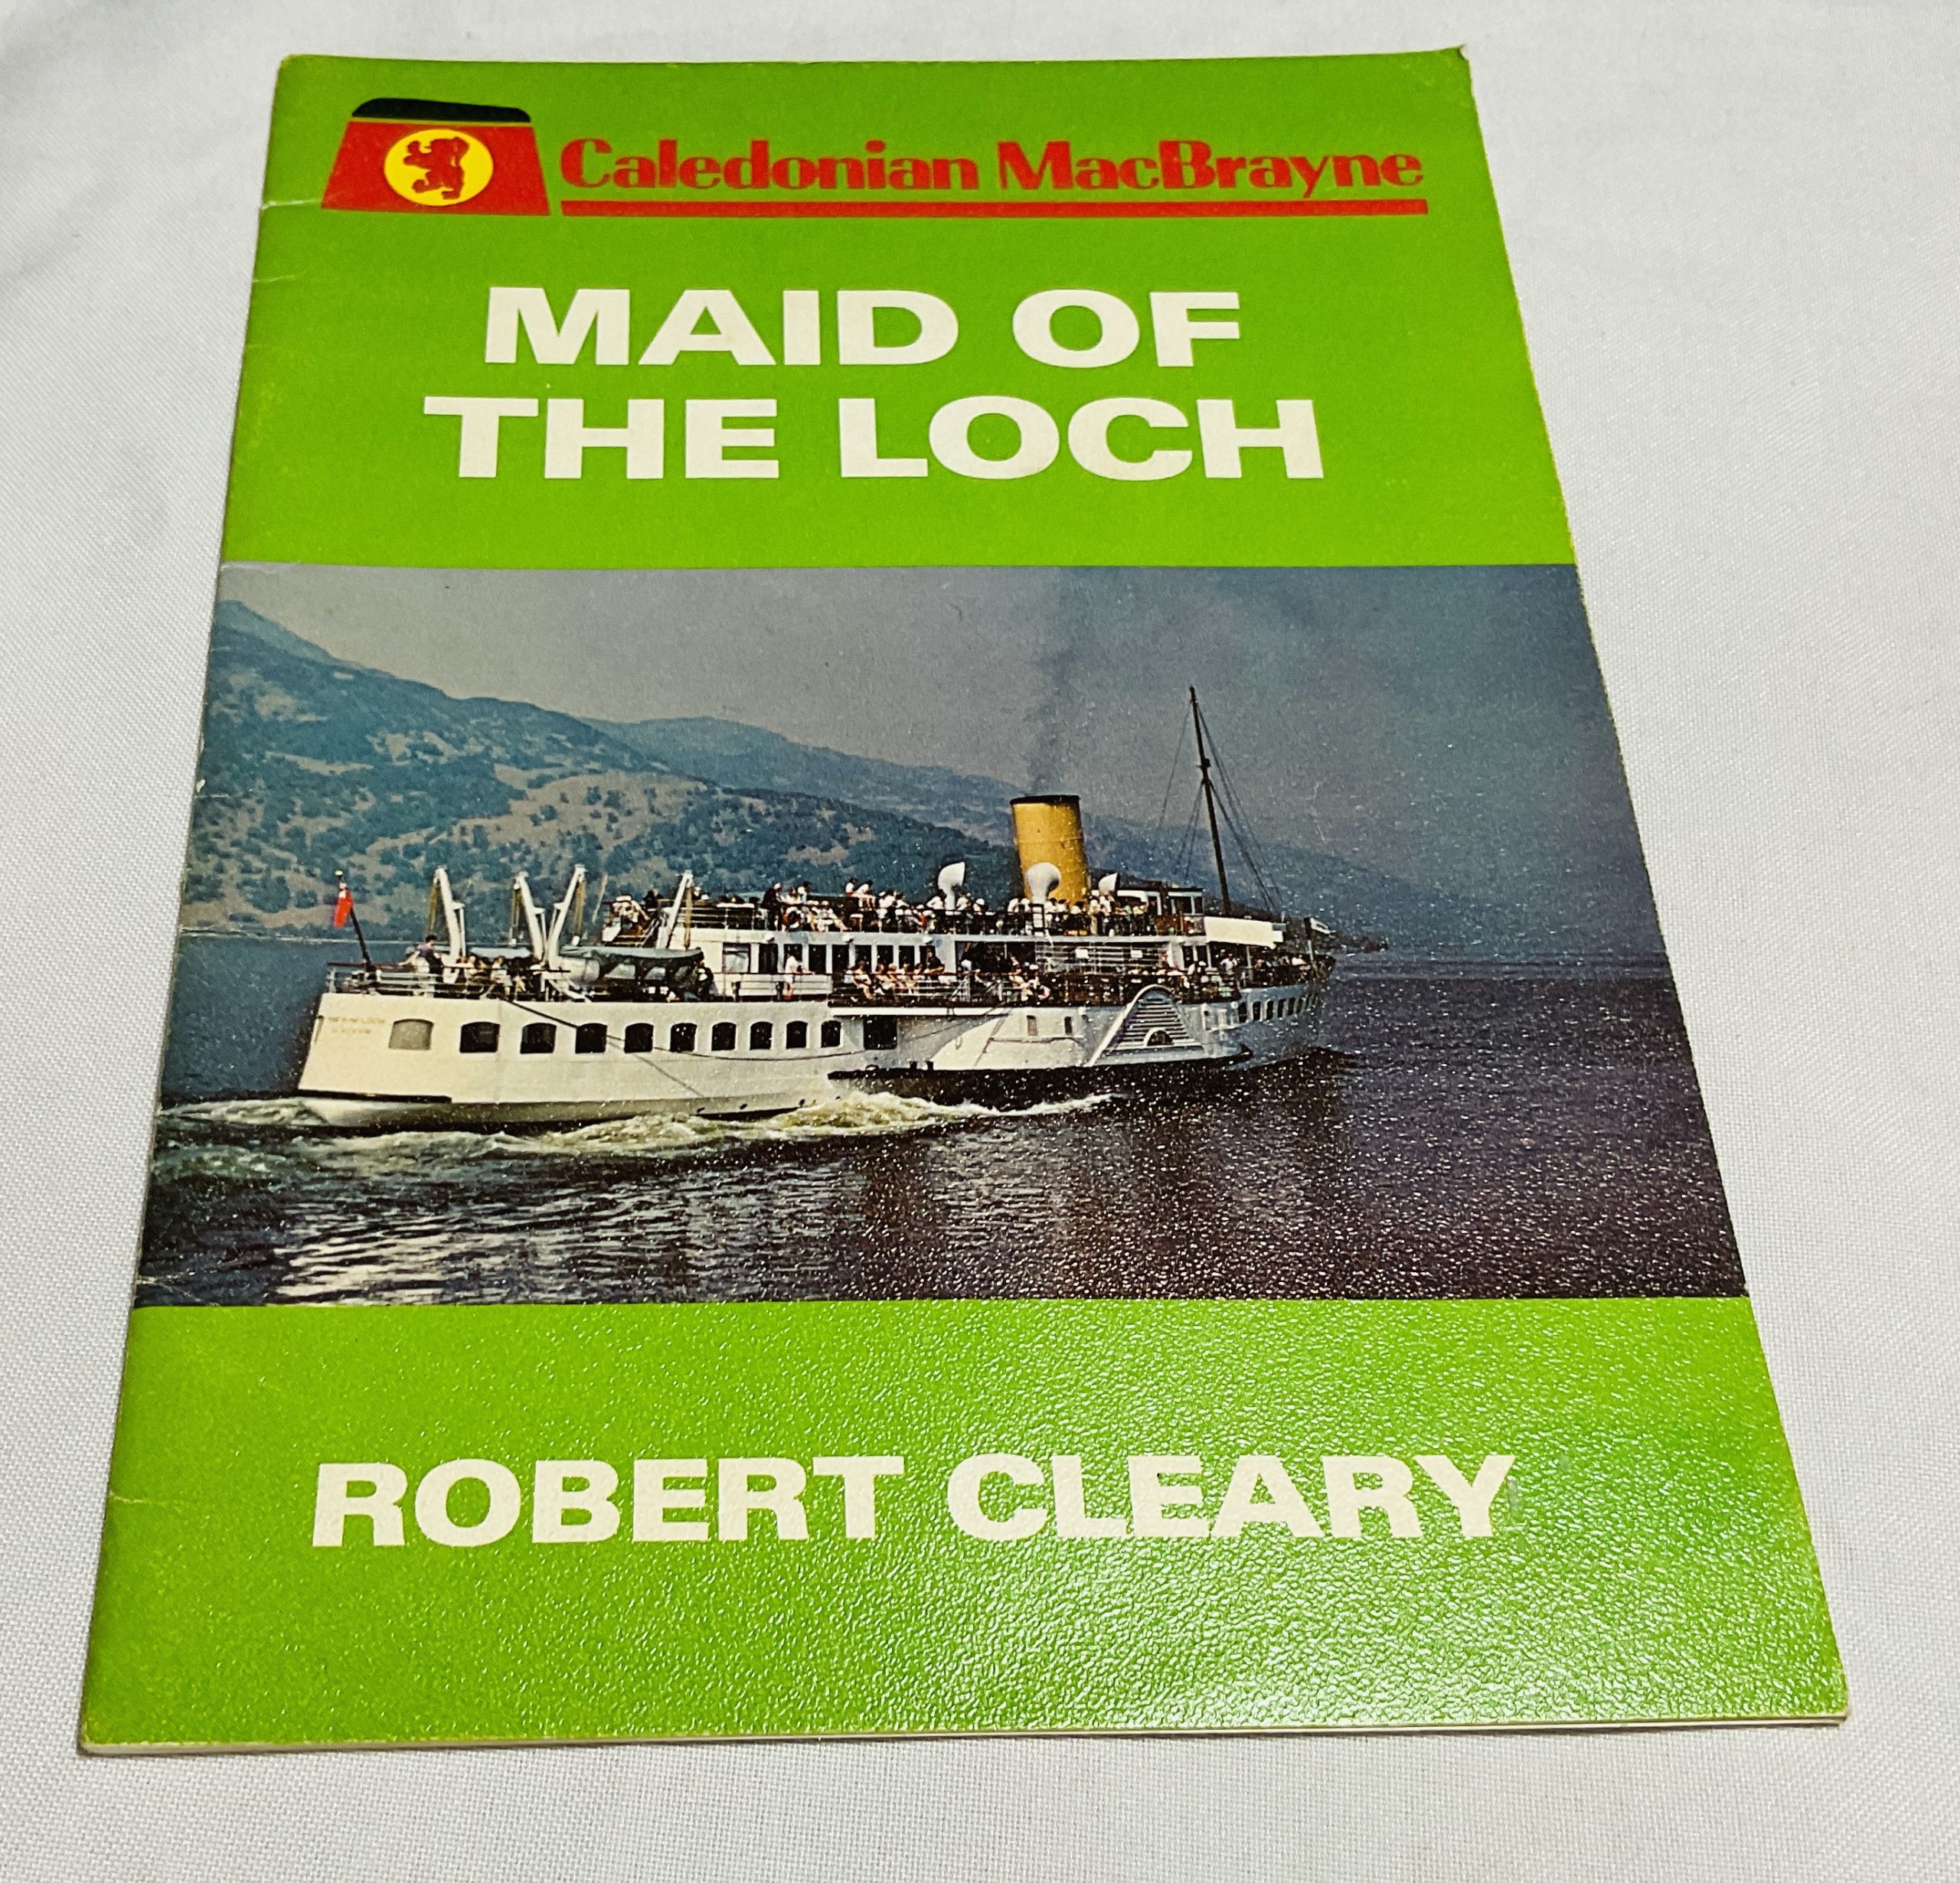 Caledonian MacBrayne
MAID OF
THE LOCH
ROBERT CLEARY